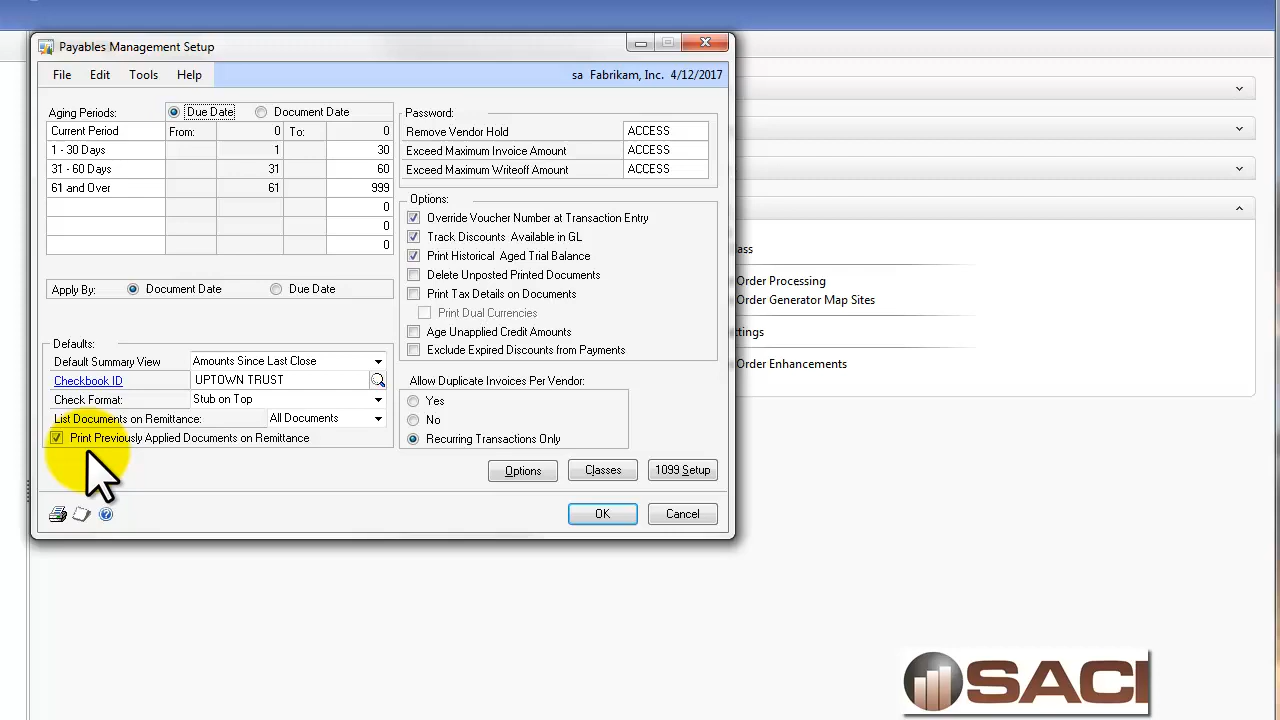 Payables Management Setup
File Edit Tools Help
sa Fabrikam, Inc. 4/12/2017
Aging Periods: Due Date Document Date
Current Period From: 0 To: 0
1 - 30 Days 1 30
31 - 60 Days 31 60
61 and Over 61 999
0
0
0
Apply By: Document Date Due Date
Defaults:
Default Summary View Amounts Since Last Close
Checkbook ID UPTOWN TRUST
Check Format: Stub on Top
List Documents on Remittance: All Documents
Print Previously Applied Documents on Remittance
Password:
Remove Vendor Hold ACCESS
Exceed Maximum Invoice Amount ACCESS
Exceed Maximum Writeoff Amount ACCESS
Options:
Override Voucher Number at Transaction Entry
Track Discounts Available in GL
Print Historical Aged Trial Balance
Delete Unposted Printed Documents
Print Tax Details on Documents
Print Dual Currencies
Age Unapplied Credit Amounts
Exclude Expired Discounts from Payments
Allow Duplicate Invoices Per Vendor:
Yes
No
Recurring Transactions Only
Options Classes 1099 Setup
OK Cancel
ass
Order Processing
Order Generator Map Sites
ttings
Order Enhancements
SACI